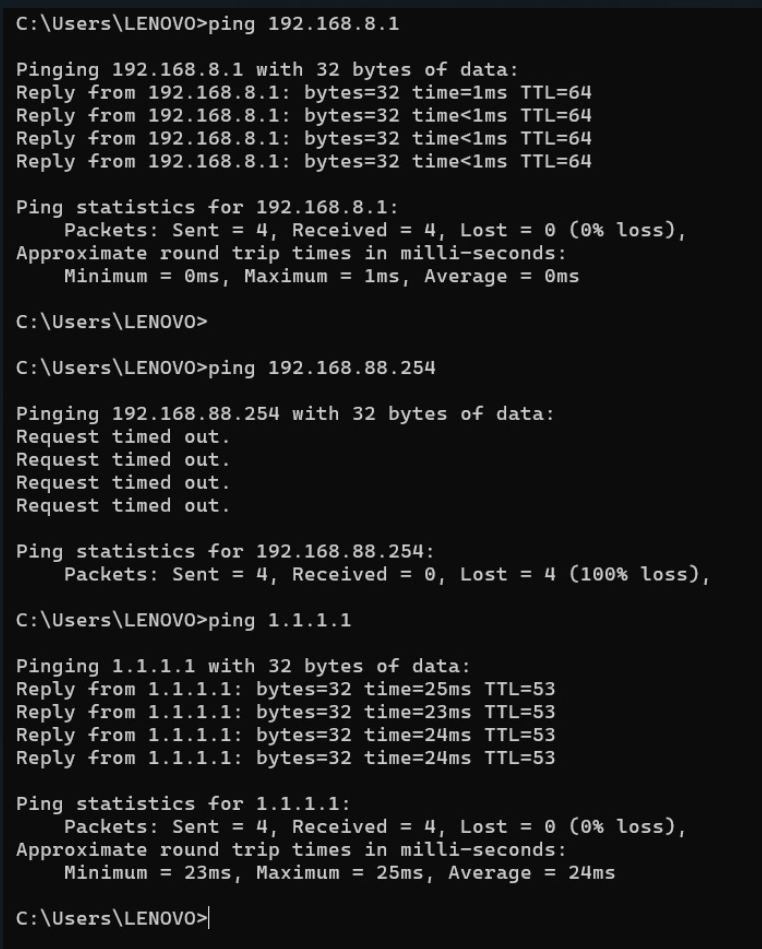 C:\Users\LENOVO>ping 192.168.8.1
Pinging 192.168.8.1 with 32 bytes of data:
Reply from 192.168.8.1: bytes=32 time=1ms TTL=64
Reply from 192.168.8.1: bytes=32 time<1ms TTL=64
Reply from 192.168.8.1: bytes=32 time<1ms TTL=64
Reply from 192.168.8.1: bytes=32 time<1ms TTL=64
Ping statistics for 192.168.8.1:
    Packets: Sent = 4, Received = 4, Lost = 0 (0% loss),
Approximate round trip times in milli-seconds:
    Minimum = 0ms, Maximum = 1ms, Average = 0ms
C:\Users\LENOVO>
C:\Users\LENOVO>ping 192.168.88.254
Pinging 192.168.88.254 with 32 bytes of data:
Request timed out.
Request timed out.
Request timed out.
Request timed out.
Ping statistics for 192.168.88.254:
    Packets: Sent = 4, Received = 0, Lost = 4 (100% loss),
C:\Users\LENOVO>ping 1.1.1.1
Pinging 1.1.1.1 with 32 bytes of data:
Reply from 1.1.1.1: bytes=32 time=25ms TTL=53
Reply from 1.1.1.1: bytes=32 time=23ms TTL=53
Reply from 1.1.1.1: bytes=32 time=24ms TTL=53
Reply from 1.1.1.1: bytes=32 time=24ms TTL=53
Ping statistics for 1.1.1.1:
    Packets: Sent = 4, Received = 4, Lost = 0 (0% loss),
Approximate round trip times in milli-seconds:
    Minimum = 23ms, Maximum = 25ms, Average = 24ms
C:\Users\LENOVO>